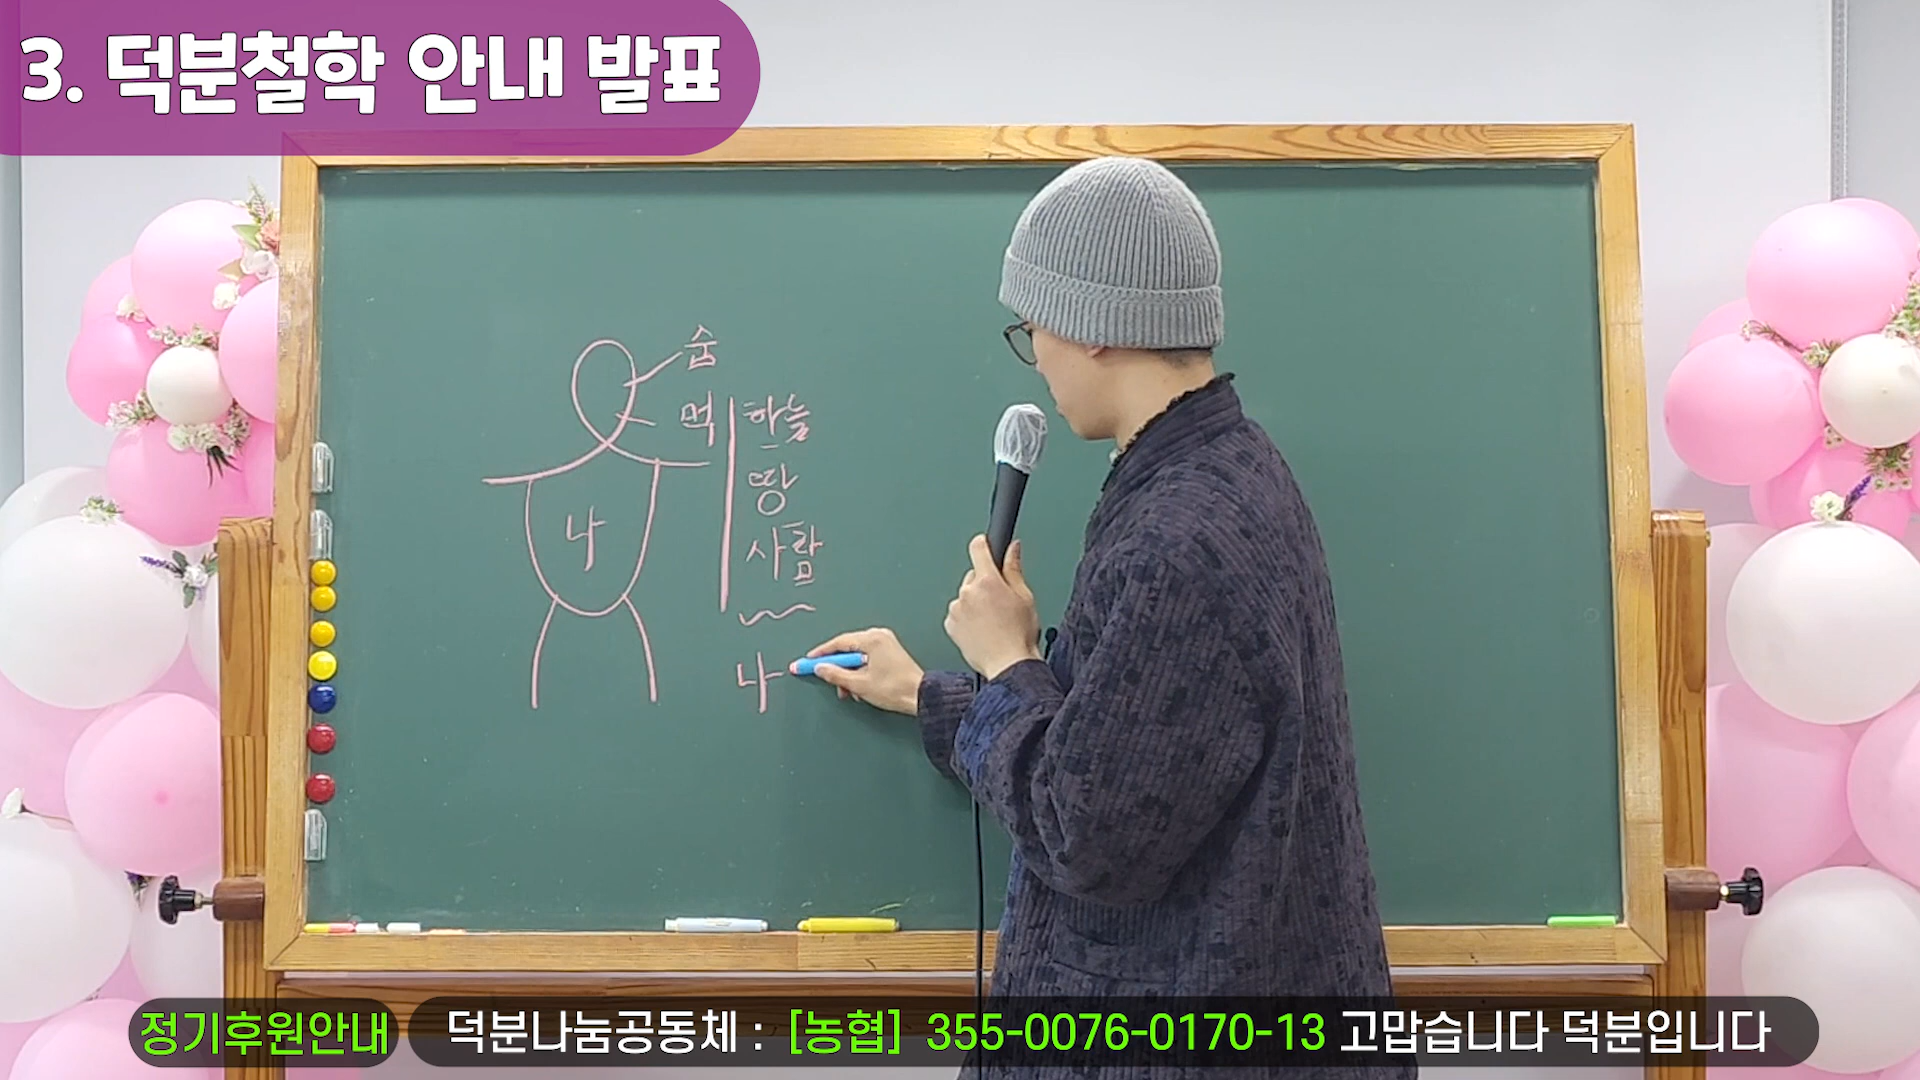 3. 덕분철학 안내 발표
숨
먹
하늘
땅
사람
나
나
정기후원안내
덕분나눔공동체 : [농협] 355-0076-0170-13 고맙습니다 덕분입니다